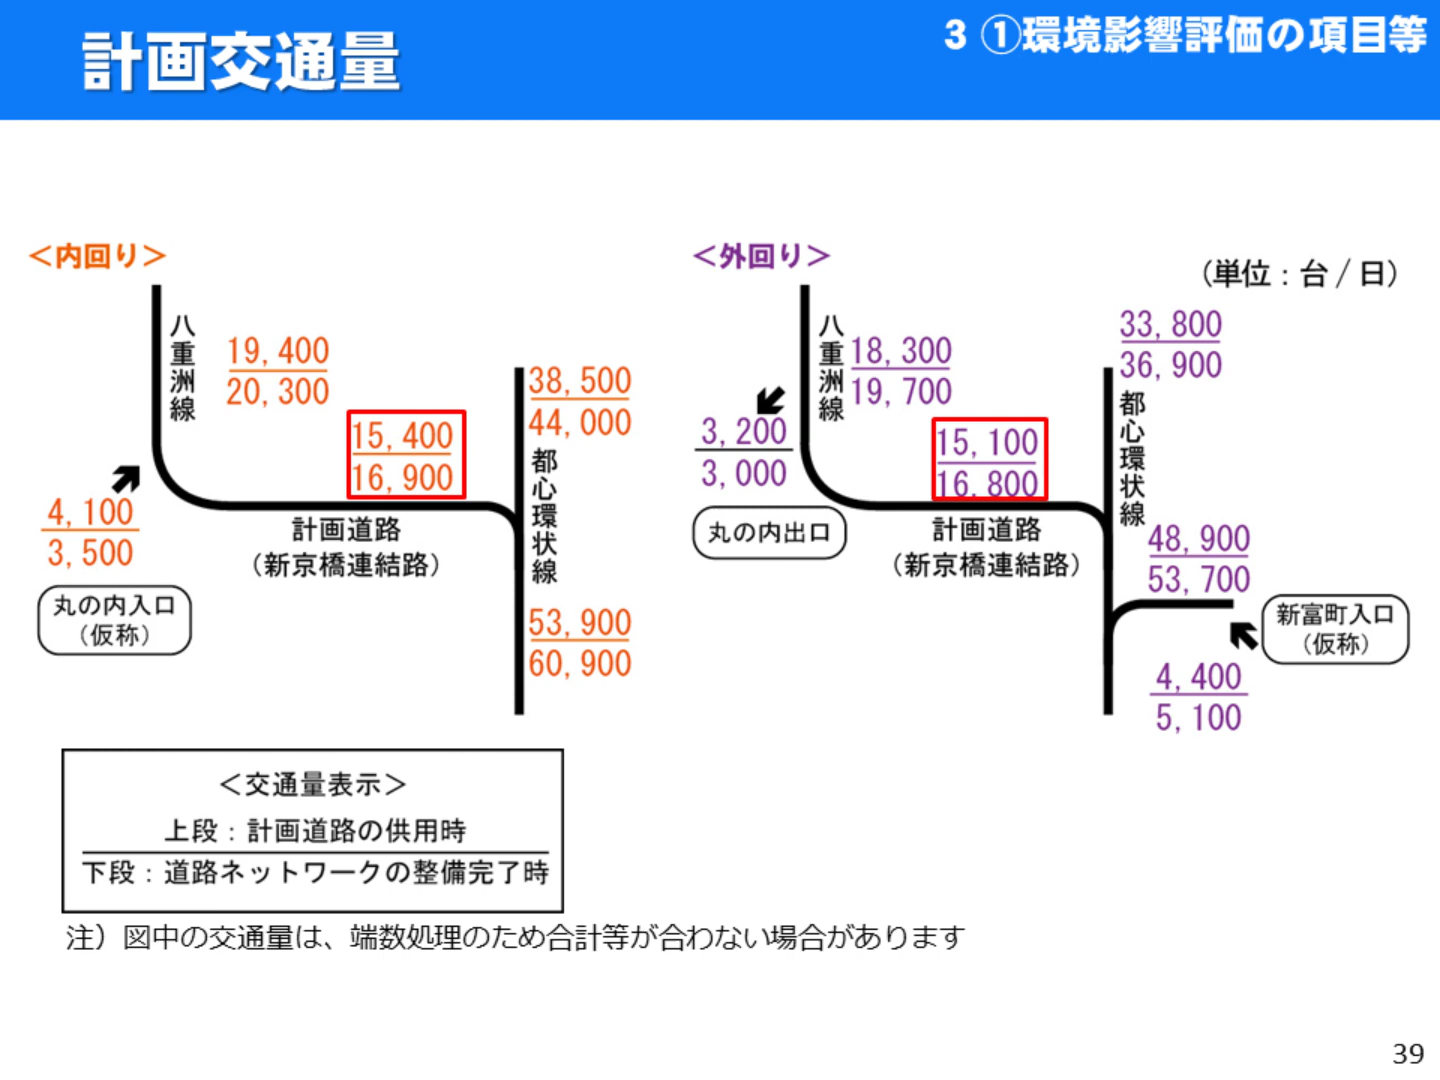 計画交通量
3 ①環境影響評価の項目等
＜内回り＞
八重洲線
19,400
20,300
15,400
16,900
38,500
44,000
都心環状線
4,100
3,500
計画道路
（新京橋連結路）
丸の内入口
（仮称）
53,900
60,900
＜外回り＞
（単位：台／日）
八重洲線
18,300
19,700
33,800
36,900
都心環状線
3,200
3,000
15,100
16,800
丸の内出口
計画道路
（新京橋連結路）
48,900
53,700
新富町入口
（仮称）
4,400
5,100
＜交通量表示＞
上段：計画道路の供用時
下段：道路ネットワークの整備完了時
注）図中の交通量は、端数処理のため合計等が合わない場合があります
39